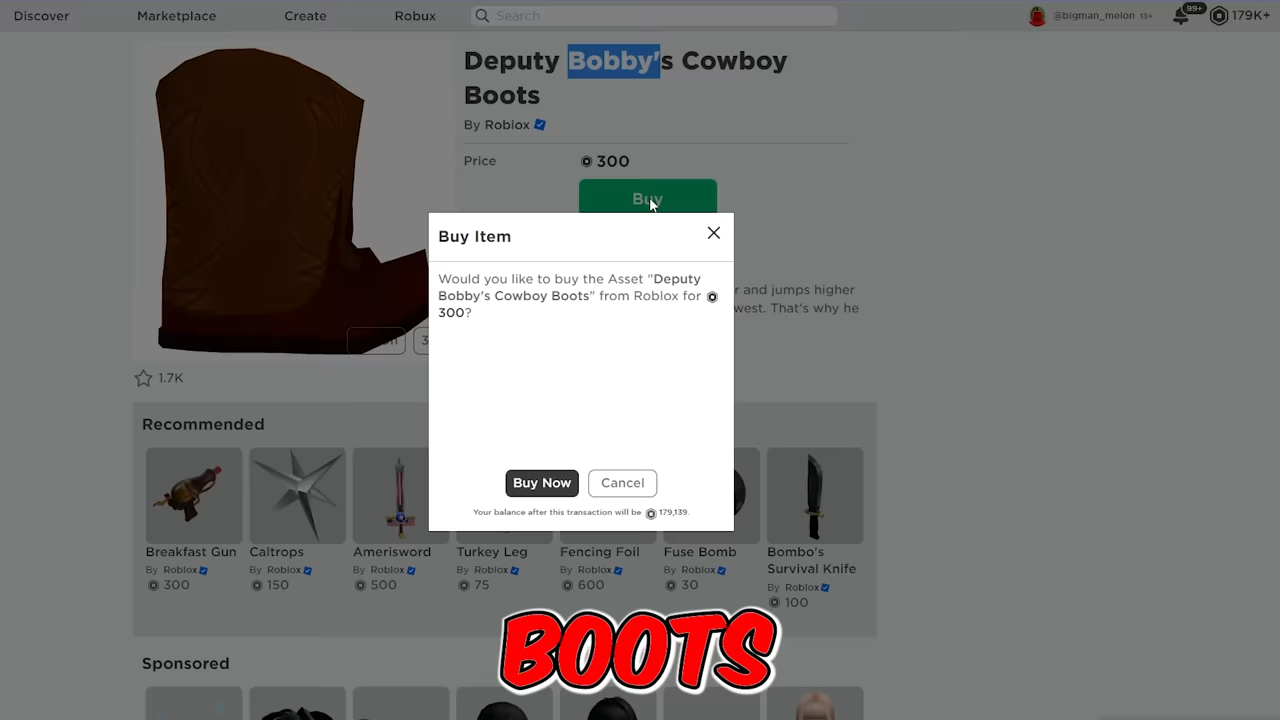 Discover
Marketplace
Create
Robux
Search
@bigman_melon 13+
99+
179K+
Deputy Bobby's Cowboy
Boots
By Roblox
Price
300
Buy
Buy Item
Would you like to buy the Asset "Deputy
Bobby's Cowboy Boots" from Roblox for
300?
r and jumps higher
west. That's why he
3
1.7K
Buy Now
Cancel
Your balance after this transaction will be 179,139.
Recommended
Breakfast Gun
By Roblox
300
Caltrops
By Roblox
150
Amerisword
By Roblox
500
Turkey Leg
By Roblox
75
Fencing Foil
By Roblox
600
Fuse Bomb
By Roblox
30
Bombo's
Survival Knife
By Roblox
100
BOOTS
Sponsored